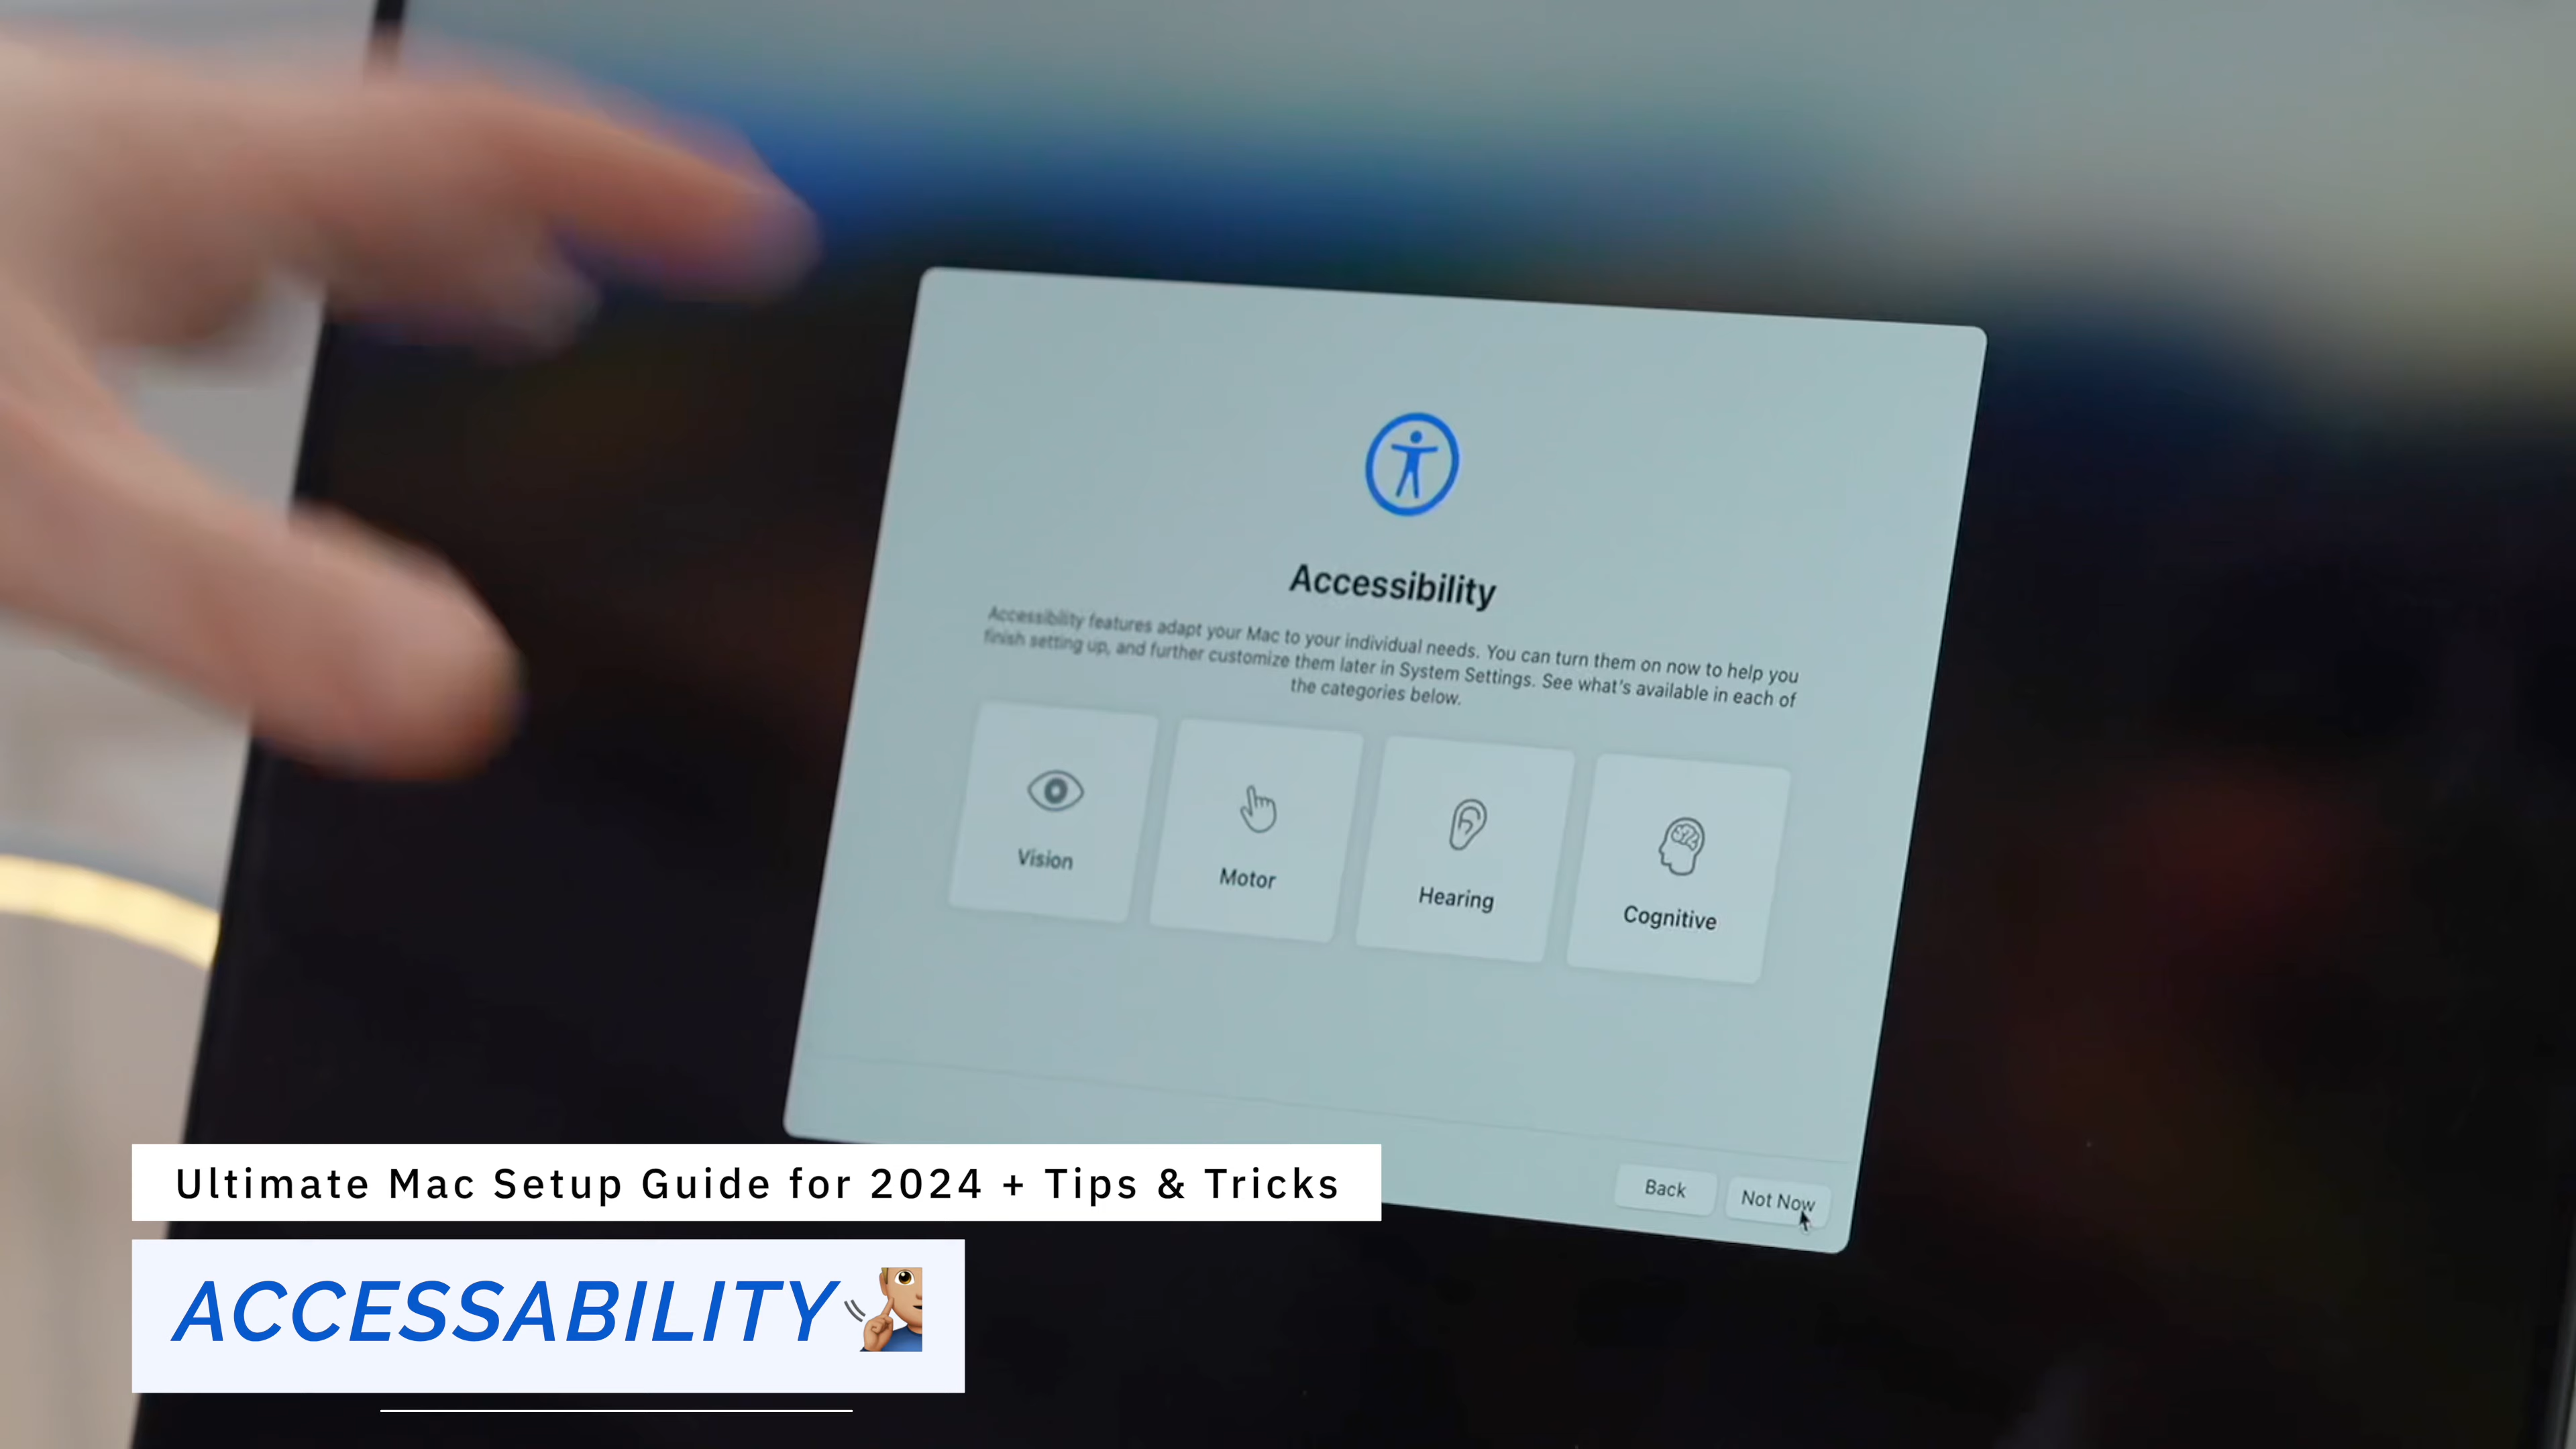 Accessibility
Accessibility features adapt your Mac to your individual needs. You can turn them on now to help you
finish setting up, and further customize them later in System Settings. See what's available in each of
the categories below.
Vision
Motor
Hearing
Cognitive
Back
Not Now
Ultimate Mac Setup Guide for 2024 + Tips & Tricks
ACCESSABILITY